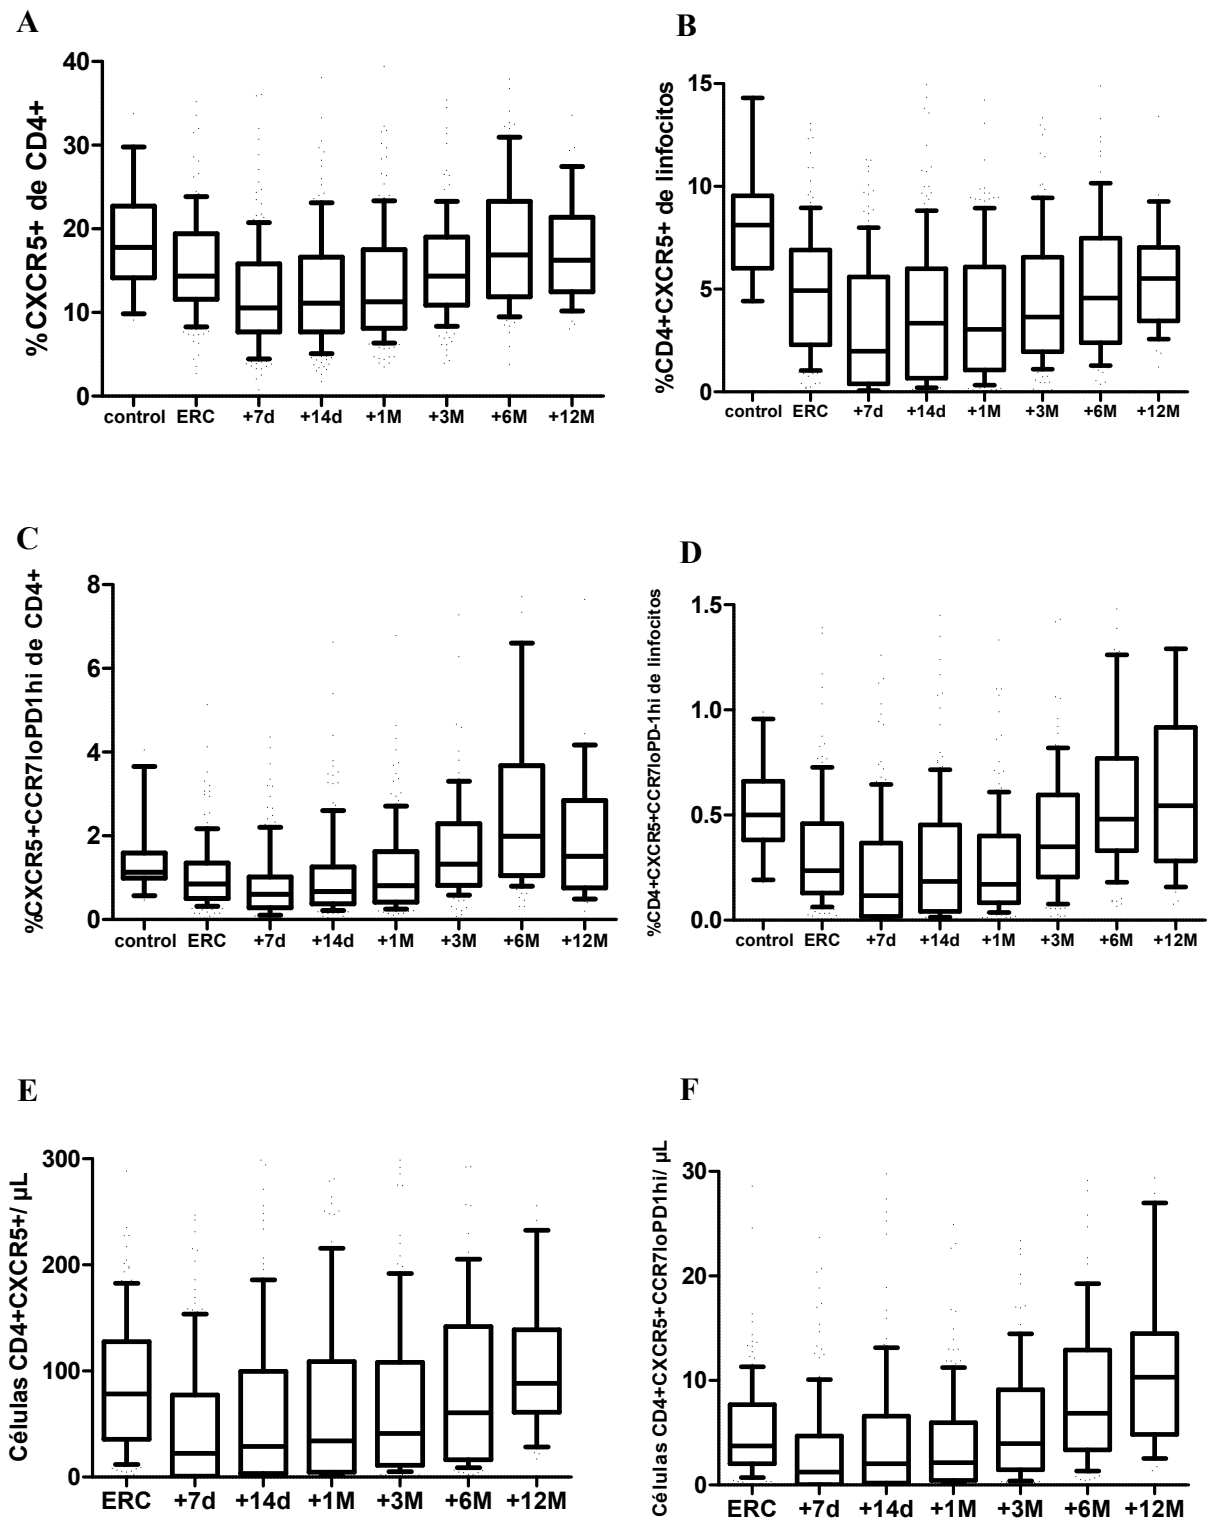 A
%CXCR5+ de CD4+
40
30
20
10
0
control ERC +7d +14d +1M +3M +6M +12M
B
%CD4+CXCR5+ de linfocitos
15
10
5
0
control ERC +7d +14d +1M +3M +6M +12M
C
%CXCR5+CCR7loPD1hi de CD4+
8
6
4
2
0
control ERC +7d +14d +1M +3M +6M +12M
D
%CD4+CXCR5+CCR7loPD-1hi de linfocitos
1.5
1.0
0.5
0.0
control ERC +7d +14d +1M +3M +6M +12M
E
Células CD4+CXCR5+/ µL
300
200
100
0
ERC +7d +14d +1M +3M +6M +12M
F
Células CD4+CXCR5+CCR7loPD1hi/ µL
30
20
10
0
ERC +7d +14d +1M +3M +6M +12M